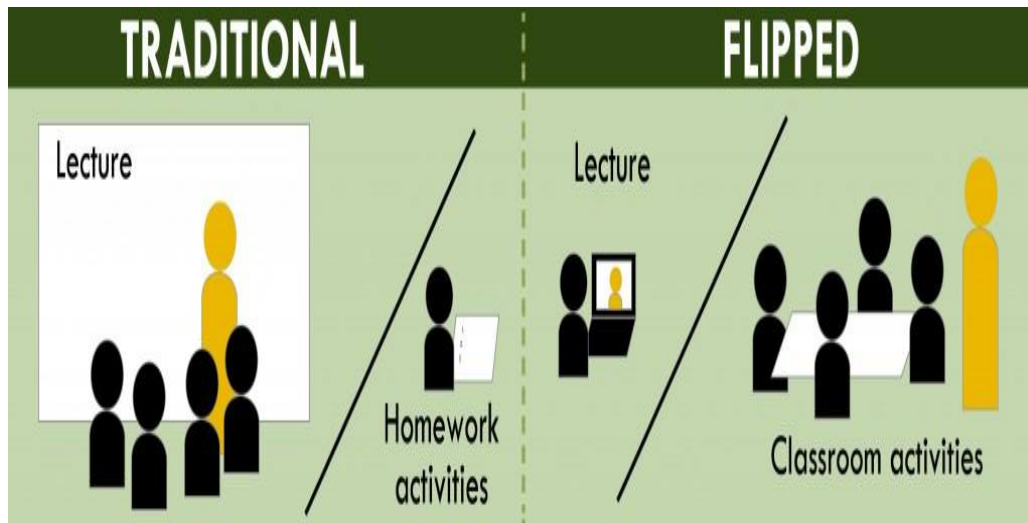 TRADITIONAL
Lecture
Homework
activities
FLIPPED
Lecture
Classroom activities